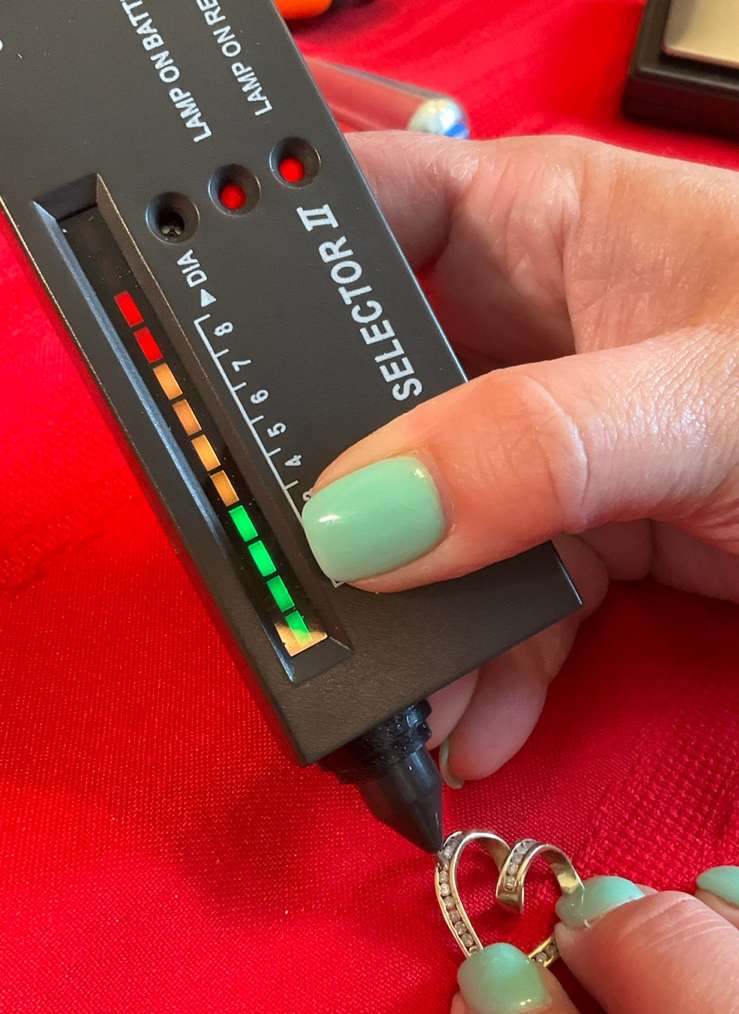 LAMP ON BATT
LAMP ON RE
SELECTOR II
◄ DIA
8
7
6
5
4